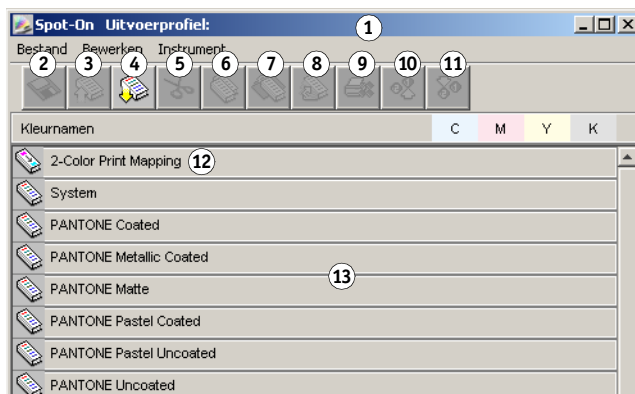 Spot-On Uitvoerprofiel: 1
Bestand Bewerken Instrument
2 3 4 5 6 7 8 9 10 11
Kleurnamen C M Y K
2-Color Print Mapping 12
System
PANTONE Coated
PANTONE Metallic Coated
13
PANTONE Matte
PANTONE Pastel Coated
PANTONE Pastel Uncoated
PANTONE Uncoated